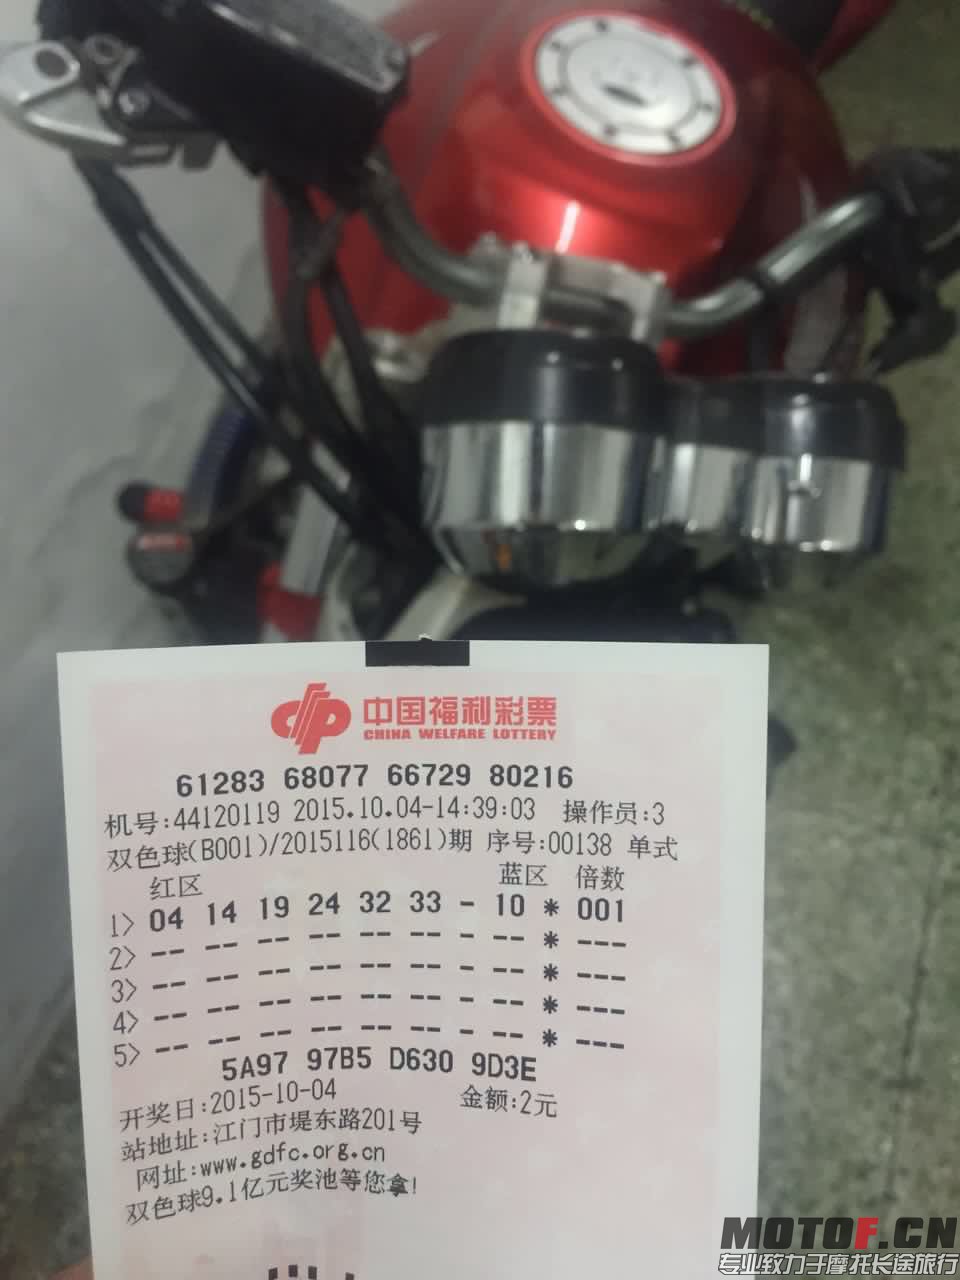 中国福利彩票
CHINA WELFARE LOTTERY
61283 68077 66729 80216
机号:44120119 2015.10.04-14:39:03 操作员:3
双色球(B001)/2015116(1861)期 序号:00138 单式
红区 蓝区 倍数
1> 04 14 19 24 32 33 - 10 * 001
2> -- -- -- -- -- -- - -- * ---
3> -- -- -- -- -- -- - -- * ---
4> -- -- -- -- -- -- - -- * ---
5> -- -- -- -- -- -- - -- * ---
5A97 97B5 D630 9D3E
开奖日:2015-10-04 金额:2元
站地址:江门市堤东路201号
网址:www.gdfc.org.cn
双色球9.1亿元奖池等您拿!
MOTOF.CN
专业致力于摩托长途旅行